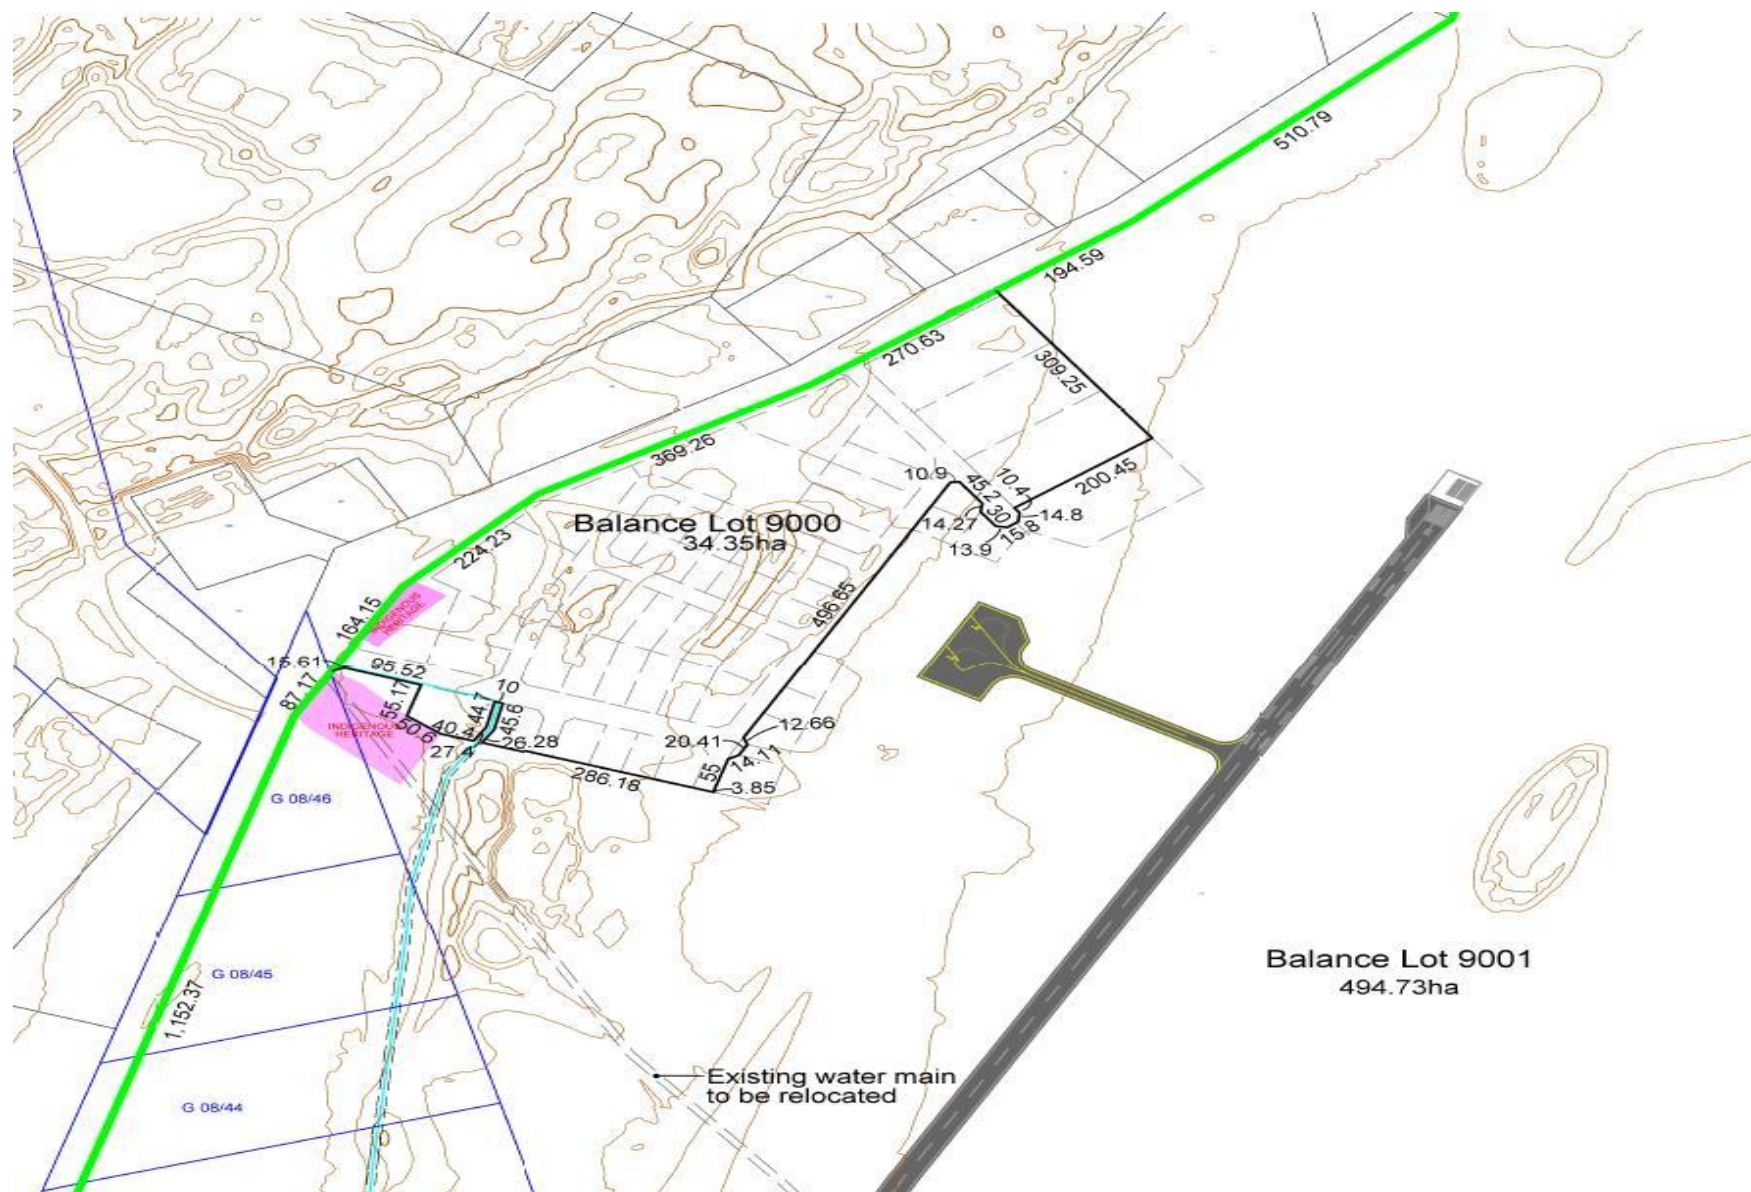 510.79
194.59
270.63
309.25
369.26
10.9
45.2
10.4
200.45
14.27
30
14.8
15.8
13.9
Balance Lot 9000
34.35ha
224.23
164.15
INDIGENOUS
HERITAGE
496.65
15.61
95.52
87.17
55.17
10
44.7
45.6
INDIGENOUS
HERITAGE
50.6
40.4
27.4
26.28
12.66
20.41
14.11
55
286.18
3.85
G 08/46
Balance Lot 9001
494.73ha
G 08/45
1,152.37
Existing water main
to be relocated
G 08/44